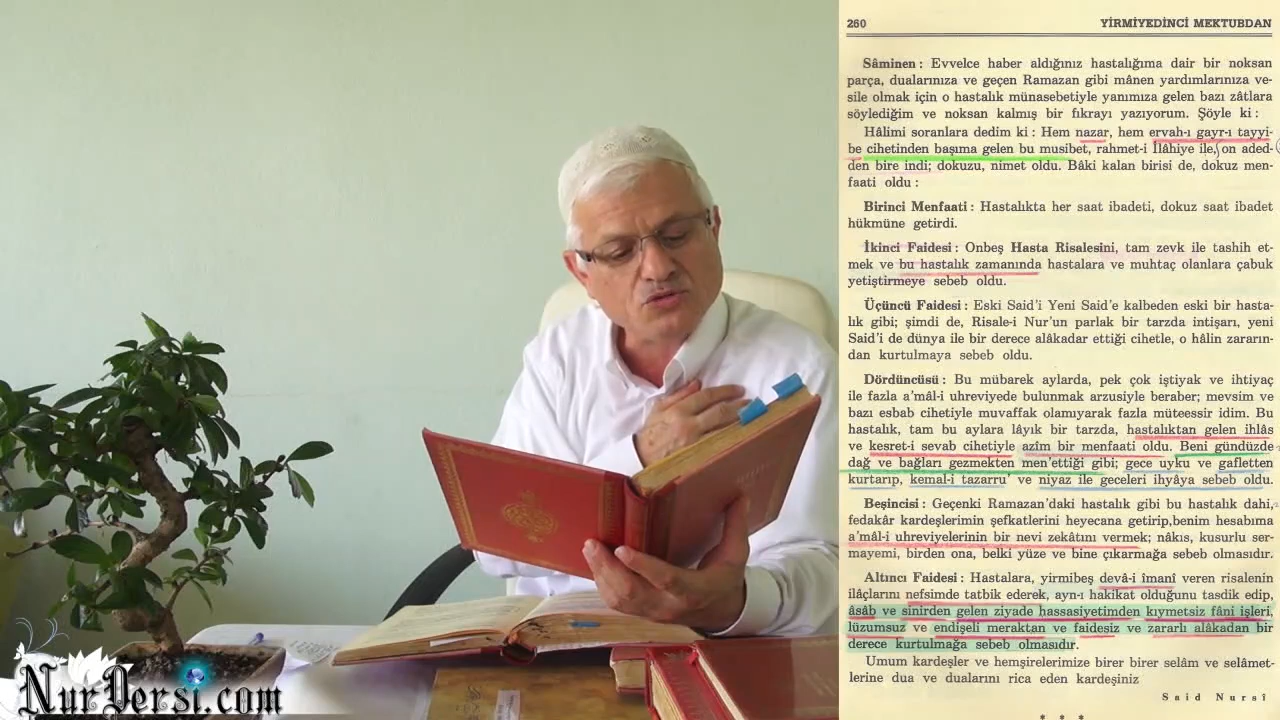 260 YİRMİYEDİNCİ MEKTUBDAN
Sâminen : Evvelce haber aldığınız hastalığıma dair bir noksan
parça, dualarınıza ve geçen Ramazan gibi mânen yardımlarınıza ve-
sile olmak için o hastalık münasebetiyle yanımıza gelen bazı zâtlara
söylediğim ve noksan kalmış bir fıkrayı yazıyorum. Şöyle ki :
Hâlimi soranlara dedim ki : Hem nazar, hem ervah-ı gayr-ı tayyi-
be cihetinden başıma gelen bu musibet, rahmet-i İlâhiye ile, on aded-
den bire indi; dokuzu, nimet oldu. Bâki kalan birisi de, dokuz men-
faati oldu :
Birinci Menfaati : Hastalıkta her saat ibadeti, dokuz saat ibadet
hükmüne getirdi.
İkinci Faidesi : Onbeş Hasta Risalesini, tam zevk ile tashih et-
mek ve bu hastalık zamanında hastalara ve muhtaç olanlara çabuk
yetiştirmeye sebeb oldu.
Üçüncü Faidesi : Eski Said'i Yeni Said'e kalbeden eski bir hasta-
lık gibi; şimdi de, Risale-i Nur'un parlak bir tarzda intişarı, yeni
Said'i de dünya ile bir derece alâkadar ettiği cihetle, o hâlin zararın-
dan kurtulmaya sebeb oldu.
Dördüncüsü : Bu mübarek aylarda, pek çok iştiyak ve ihtiyaç
ile fazla a'mâl-i uhreviyede bulunmak arzusiyle beraber; mevsim ve
bazı esbab cihetiyle muvaffak olamıyarak fazla müteessir idim. Bu
hastalık, tam bu aylara lâyık bir tarzda, hastalıktan gelen ihlâs
ve kesret-i sevab cihetiyle azîm bir menfaati oldu. Beni gündüzde
dağ ve bağları gezmekten men'ettiği gibi; gece uyku ve gafletten
kurtarıp, kemal-i tazarru' ve niyaz ile geceleri ihyâya sebeb oldu.
Beşincisi : Geçenki Ramazan'daki hastalık gibi bu hastalık dahi,
fedakâr kardeşlerimin şefkatlerini heyecana getirip,benim hesabıma
a'mâl-i uhreviyelerinin bir nevi zekâtını vermek; nâkıs, kusurlu ser-
mayemi, birden ona, belki yüze ve bine çıkarmağa sebeb olmasıdır.
Altıncı Faidesi : Hastalara, yirmibeş devâ-i îmanî veren risalenin
ilâçlarını nefsimde tatbik ederek, ayn-ı hakikat olduğunu tasdik edip,
âsâb ve sinirden gelen ziyade hassasiyetimden kıymetsiz fâni işleri,
lüzumsuz ve endişeli meraktan ve faidesiz ve zararlı alâkadan bir
derece kurtulmağa sebeb olmasıdır.
Umum kardeşler ve hemşirelerimize birer birer selâm ve selâmet-
lerine dua ve dualarını rica eden kardeşiniz
Said Nursî
* * *
NurDersi.com